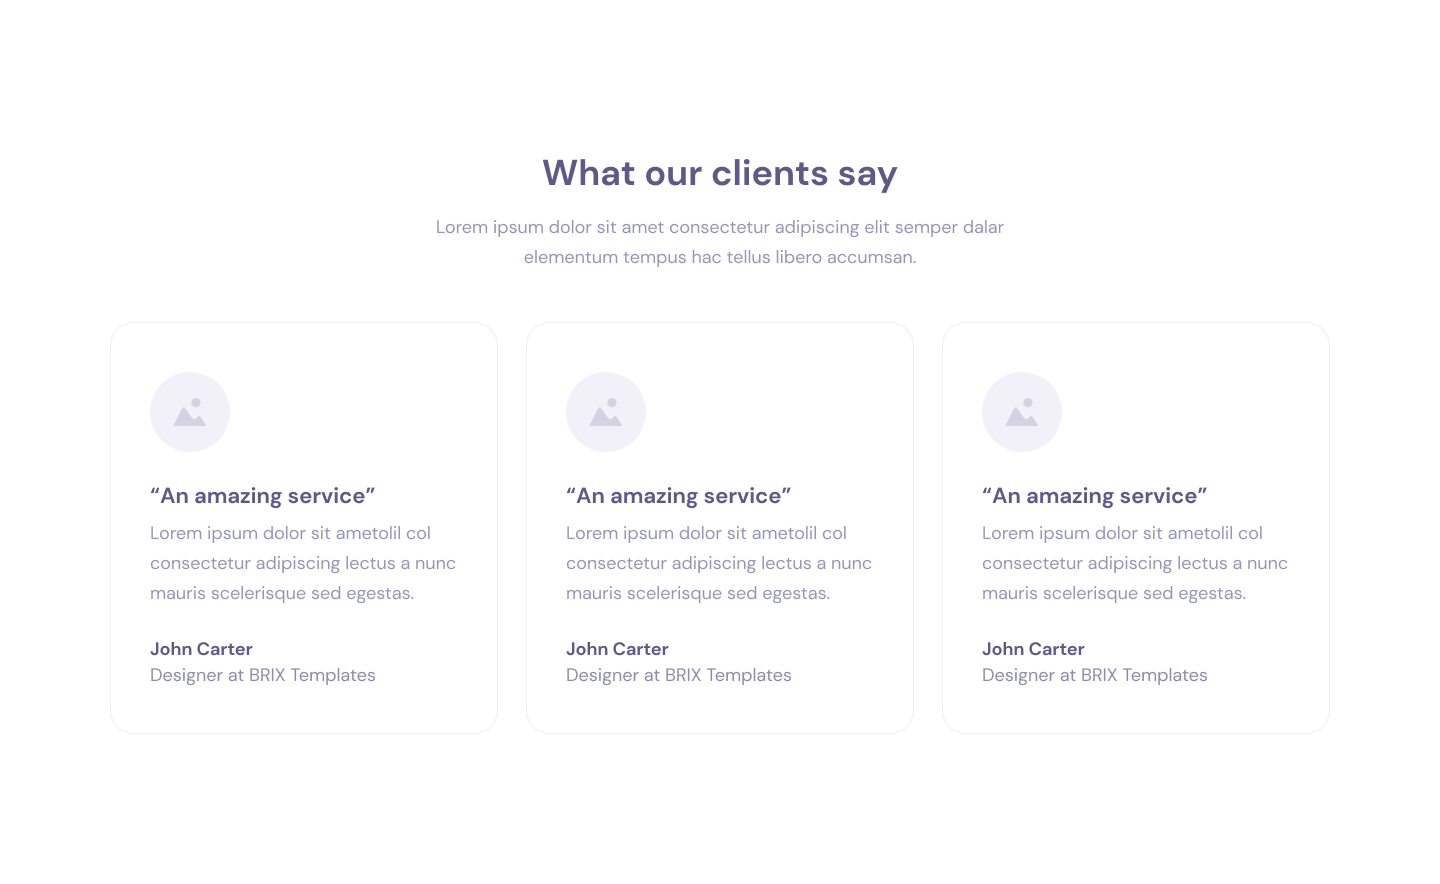 What our clients say
Lorem ipsum dolor sit amet consectetur adipiscing elit semper dalar
elementum tempus hac tellus libero accumsan.
“An amazing service”
Lorem ipsum dolor sit ametolil col
consectetur adipiscing lectus a nunc
mauris scelerisque sed egestas.
John Carter
Designer at BRIX Templates
“An amazing service”
Lorem ipsum dolor sit ametolil col
consectetur adipiscing lectus a nunc
mauris scelerisque sed egestas.
John Carter
Designer at BRIX Templates
“An amazing service”
Lorem ipsum dolor sit ametolil col
consectetur adipiscing lectus a nunc
mauris scelerisque sed egestas.
John Carter
Designer at BRIX Templates